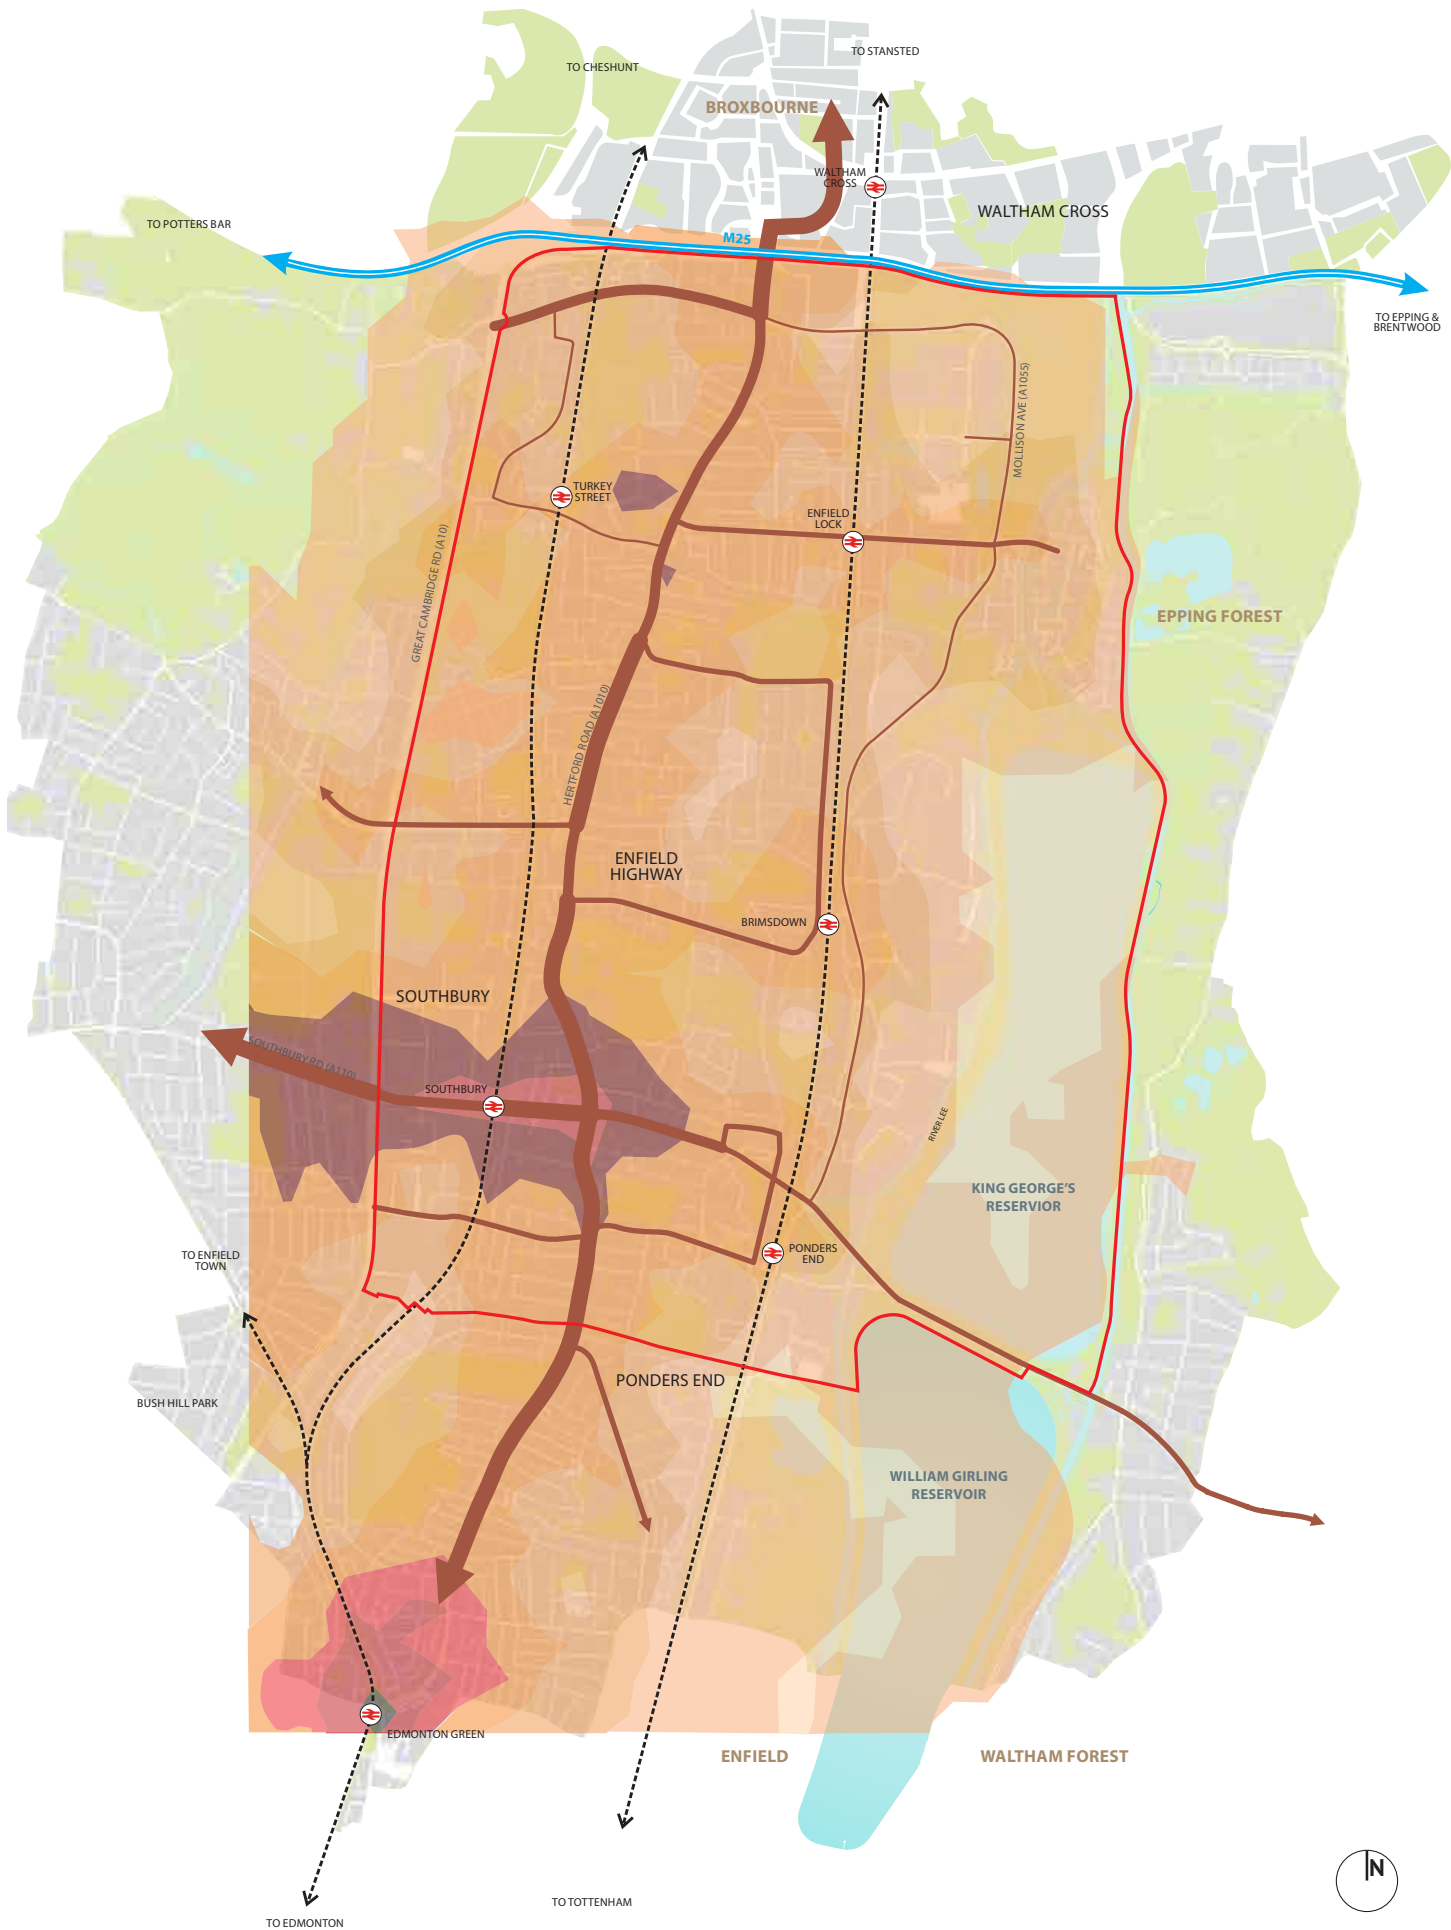 TO STANSTED
TO CHESHUNT
BROXBOURNE
WALTHAM
CROSS
WALTHAM CROSS
TO POTTERS BAR
M25
TO EPPING &
BRENTWOOD
MOLLISON AVE (A1055)
TURKEY
STREET
ENFIELD
LOCK
GREAT CAMBRIDGE RD (A10)
EPPING FOREST
HERTFORD ROAD (A1010)
ENFIELD
HIGHWAY
BRIMSDOWN
SOUTHBURY
SOUTHBURY RD (A110)
SOUTHBURY
RIVER LEE
KING GEORGE'S
RESERVIOR
TO ENFIELD
TOWN
PONDERS
END
PONDERS END
BUSH HILL PARK
WILLIAM GIRLING
RESERVOIR
EDMONTON GREEN
ENFIELD
WALTHAM FOREST
N
TO TOTTENHAM
TO EDMONTON